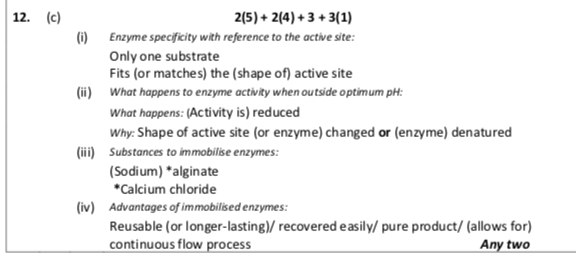 12. (c) 2(5) + 2(4) + 3 + 3(1)
(i) Enzyme specificity with reference to the active site:
Only one substrate
Fits (or matches) the (shape of) active site
(ii) What happens to enzyme activity when outside optimum pH:
What happens: (Activity is) reduced
Why: Shape of active site (or enzyme) changed or (enzyme) denatured
(iii) Substances to immobilise enzymes:
(Sodium) *alginate
*Calcium chloride
(iv) Advantages of immobilised enzymes:
Reusable (or longer-lasting)/ recovered easily/ pure product/ (allows for)
continuous flow process Any two